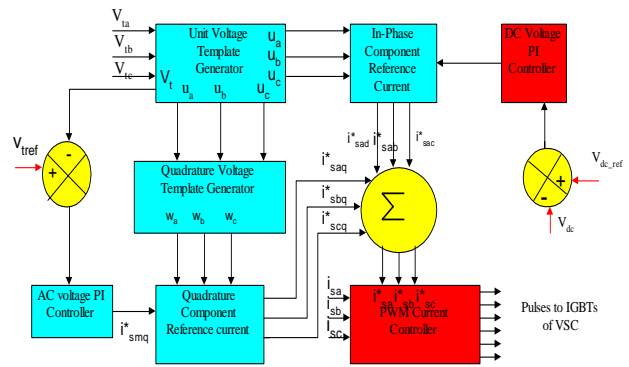 V_ta
V_tb
V_tc
Unit Voltage
Template
Generator
V_t
u_a
u_b
u_c
u_a u_b u_c
In-Phase
Component
Reference
Current
DC Voltage
PI
Controller
i*_sad i*_sab i*_sac
V_tref
-
+
Quadrature Voltage
Template Generator
w_a w_b w_c
i*_saq
i*_sbq
i*_scq
Σ
+
-
V_dc_ref
V_dc
AC voltage PI
Controller
i*_smq
Quadrature
Component
Reference current
i_sa
i_sb
i_sc
i*_sa i*_sb i*_sc
PWM Current
Controller
Pulses to IGBTs
of VSC